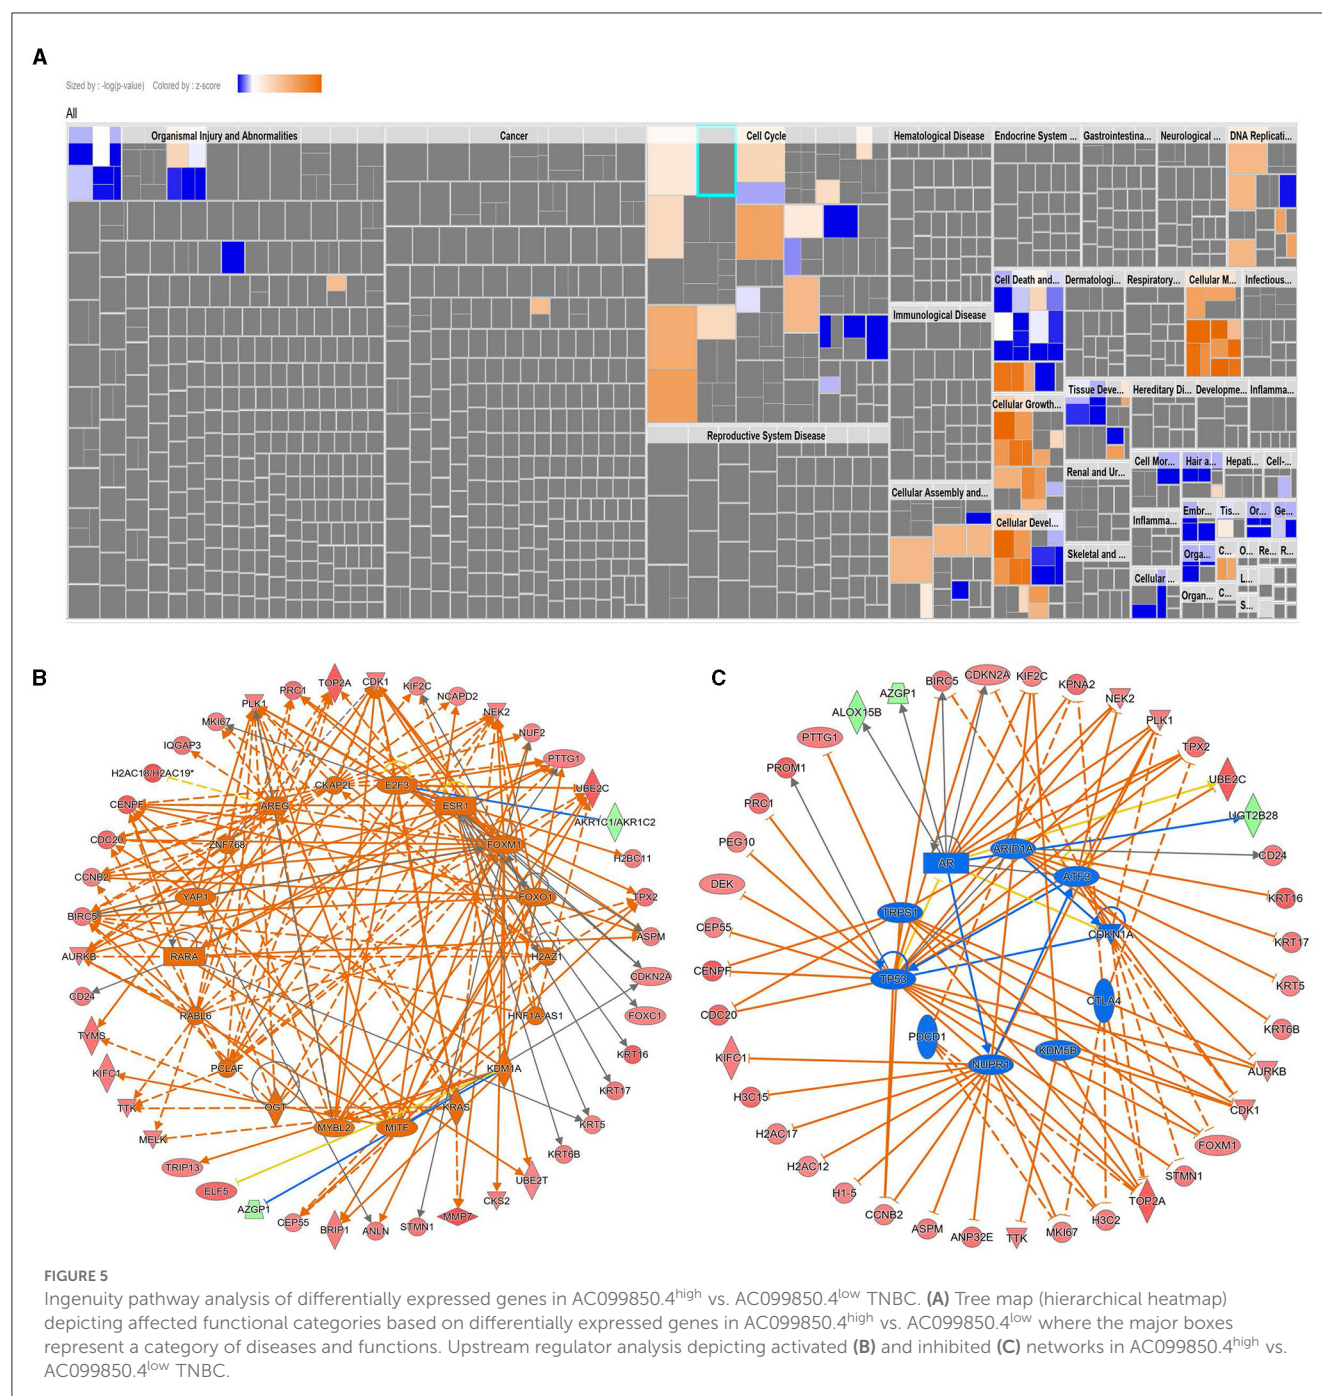 A
Sized by : -log(p-value) Colored by : z-score
All
Organismal Injury and Abnormalities
Cancer
Cell Cycle
Hematological Disease
Endocrine System ...
Gastrointestina...
Neurological ...
DNA Replicati...
Cell Death and...
Dermatologi...
Respiratory...
Cellular M...
Infectious...
Immunological Disease
Tissue Deve...
Hereditary Di...
Developme...
Inflamma...
Cellular Growth...
Reproductive System Disease
Cell Mor...
Hair a...
Hepati...
Cell-...
Renal and Ur...
Cellular Assembly and...
Embr...
Tis...
Or...
Ge...
Inflamma...
Cellular Devel...
Skeletal and ...
Orga...
C...
O...
Re...
R...
Cellular ...
L...
Organ...
C...
S...
B
TOP2A
CDK1
KIF2C
PRC1
NCAPD2
PLK1
NEK2
MKI67
NUF2
IQGAP3
PTTG1
H2AC18/H2AC19*
CKAP2L
E2F3
UBE2C
CENPF
AREG
ESR1
AKR1C1/AKR1C2
CDC20
ZNF768
FOXM1
H2BC11
CCNB2
YAP1
FOXO1
TPX2
BIRC5
ASPM
AURKB
RARA
H2AZ1
CDKN2A
CD24
RABL6
HNF1A-AS1
FOXC1
TYMS
KRT16
KIFC1
PCLAF
KDM1A
KRT17
TTK
OGT
KRAS
KRT5
MELK
MYBL2
MITF
KRT6B
TRIP13
UBE2T
ELF5
CKS2
AZGP1
MMP7
CEP55
BRIP1
ANLN
STMN1
C
CDKN2A
BIRC5
KIF2C
AZGP1
KPNA2
ALOX15B
NEK2
PTTG1
PLK1
PROM1
TPX2
UBE2C
PRC1
UGT2B28
PEG10
AR
ARID1A
CD24
DEK
ATF3
KRT16
CEP55
TRPS1
CDKN1A
KRT17
CENPF
TP53
KRT5
CDC20
CTLA4
KRT6B
KIFC1
PDCD1
KDM5B
NUPR1
AURKB
H3C15
CDK1
H2AC17
FOXM1
H2AC12
STMN1
H1-5
TOP2A
CCNB2
H3C2
ASPM
MKI67
ANP32E
TTK
FIGURE 5
Ingenuity pathway analysis of differentially expressed genes in AC099850.4high vs. AC099850.4low TNBC. (A) Tree map (hierarchical heatmap)
depicting affected functional categories based on differentially expressed genes in AC099850.4high vs. AC099850.4low where the major boxes
represent a category of diseases and functions. Upstream regulator analysis depicting activated (B) and inhibited (C) networks in AC099850.4high vs.
AC099850.4low TNBC.